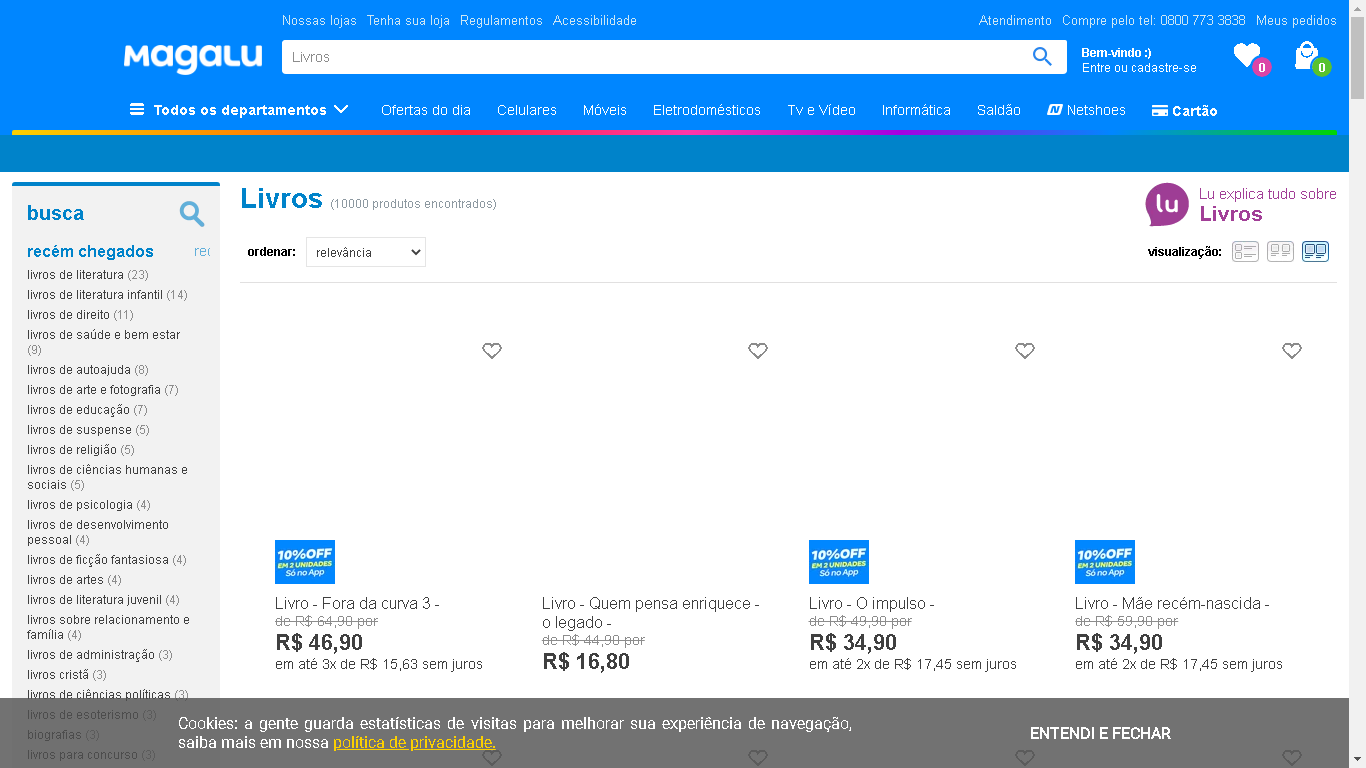 Nossas lojas Tenha sua loja Regulamentos Acessibilidade
Atendimento Compre pelo tel: 0800 773 3838 Meus pedidos
Magalu
Livros
Bem-vindo :)
Entre ou cadastre-se
0
0
Todos os departamentos
Ofertas do dia Celulares Móveis Eletrodomésticos Tv e Vídeo Informática Saldão Netshoes Cartão
busca
recém chegados
livros de literatura (23)
livros de literatura infantil (14)
livros de direito (11)
livros de saúde e bem estar
(9)
livros de autoajuda (8)
livros de arte e fotografia (7)
livros de educação (7)
livros de suspense (5)
livros de religião (5)
livros de ciências humanas e
sociais (5)
livros de psicologia (4)
livros de desenvolvimento
pessoal (4)
livros de ficção fantasiosa (4)
livros de artes (4)
livros de literatura juvenil (4)
livros sobre relacionamento e
família (4)
livros de administração (3)
livros cristã (3)
livros de ciências políticas (3)
livros de esoterismo (3)
biografias (3)
livros para concurso (3)
Livros (10000 produtos encontrados)
lu
Lu explica tudo sobre
Livros
ordenar: relevância
visualização:
10%OFF
EM 2 UNIDADES
Só no App
Livro - Fora da curva 3 -
de R$ 64,90 por
R$ 46,90
em até 3x de R$ 15,63 sem juros
Livro - Quem pensa enriquece -
o legado -
de R$ 44,90 por
R$ 16,80
10%OFF
EM 2 UNIDADES
Só no App
Livro - O impulso -
de R$ 49,90 por
R$ 34,90
em até 2x de R$ 17,45 sem juros
10%OFF
EM 2 UNIDADES
Só no App
Livro - Mãe recém-nascida -
de R$ 59,90 por
R$ 34,90
em até 2x de R$ 17,45 sem juros
Cookies: a gente guarda estatísticas de visitas para melhorar sua experiência de navegação,
saiba mais em nossa política de privacidade.
ENTENDI E FECHAR